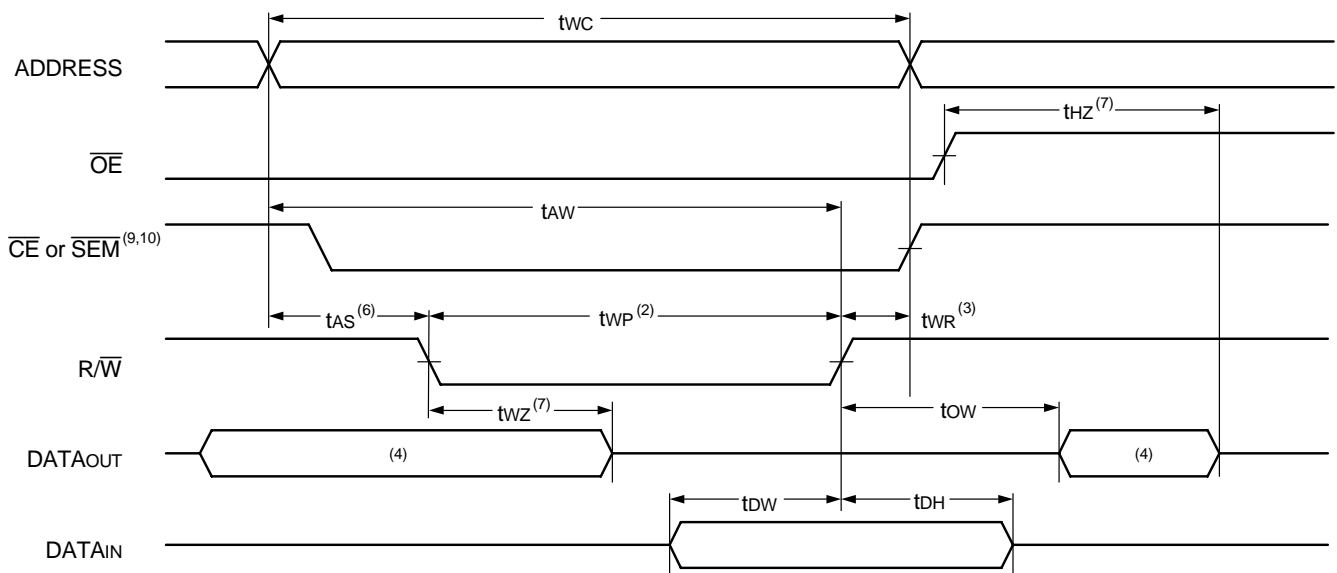 tWC
ADDRESS
tHZ(7)
OE
tAW
CE or SEM(9,10)
tAS(6) tWP(2) tWR(3)
R/W
tWZ(7) tOW
DATAOUT (4) (4)
tDW tDH
DATAIN